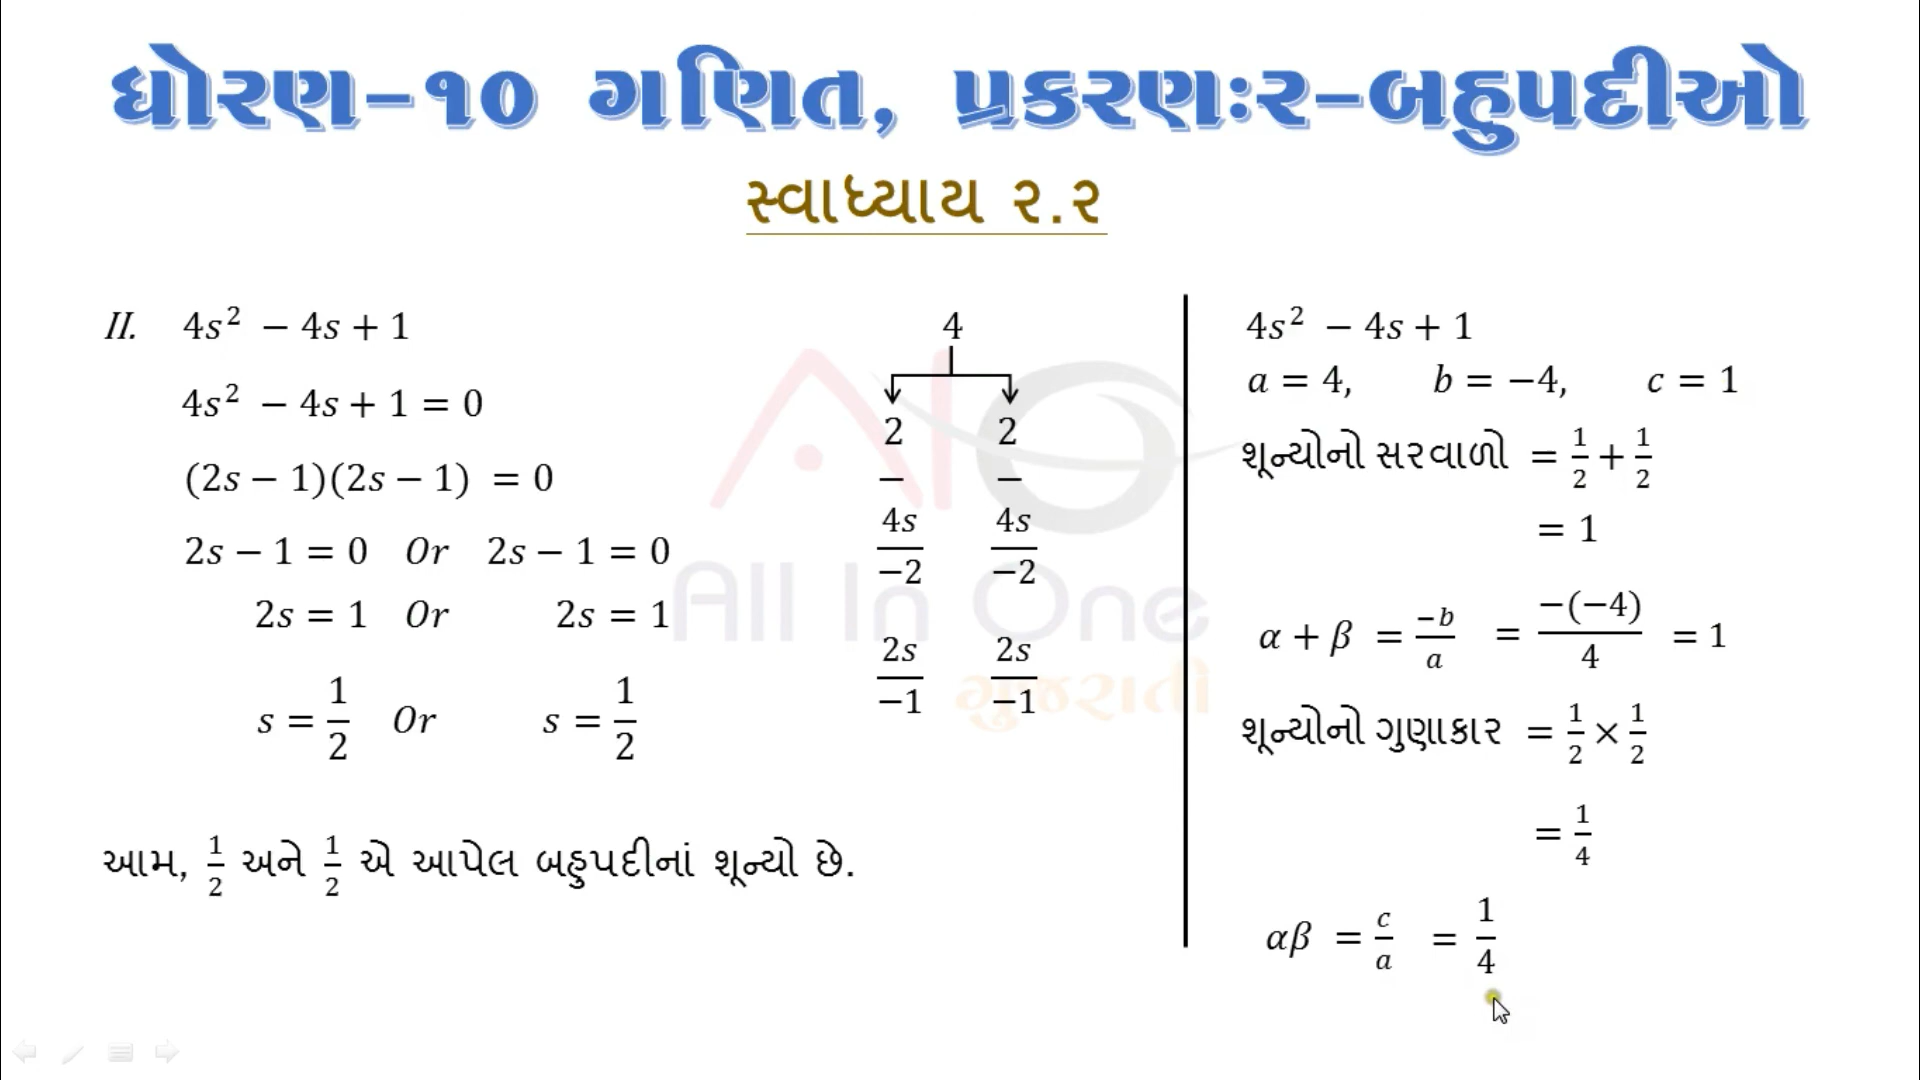 ધોરણ-૧૦ ગણિત, પ્રકરણઃ૨-બહુપદીઓ
સ્વાધ્યાય ૨.૨
II. 4s² − 4s + 1
4s² − 4s + 1 = 0
(2s − 1)(2s − 1) = 0
2s − 1 = 0 Or 2s − 1 = 0
2s = 1 Or 2s = 1
s = 1/2 Or s = 1/2
આમ, 1/2 અને 1/2 એ આપેલ બહુપદીનાં શૂન્યો છે.
4
2 2
− −
4s/−2 4s/−2
2s/−1 2s/−1
4s² − 4s + 1
a = 4, b = −4, c = 1
શૂન્યોનો સરવાળો = 1/2 + 1/2
= 1
α + β = −b/a = −(−4)/4 = 1
શૂન્યોનો ગુણાકાર = 1/2 × 1/2
= 1/4
αβ = c/a = 1/4
AIO
All In One
ગુજરાતી